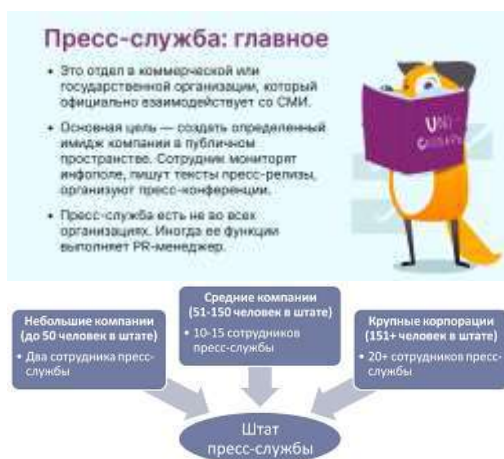 Пресс-служба: главное
• Это отдел в коммерческой или
государственной организации, который
официально взаимодействует со СМИ.
• Основная цель — создать определенный
имидж компании в публичном
пространстве. Сотрудник мониторят
инфополе, пишут тексты пресс-релизы,
организуют пресс-конференции.
• Пресс-служба есть не во всех
организациях. Иногда ее функции
выполняет PR-менеджер.
Средние компании
(51-150 человек в штате)
• 10-15 сотрудников
пресс-службы
Небольшие компании
(до 50 человек в штате)
• Два сотрудника пресс-
службы
Крупные корпорации
(151+ человек в штате)
• 20+ сотрудников пресс-
службы
Штат
пресс-службы